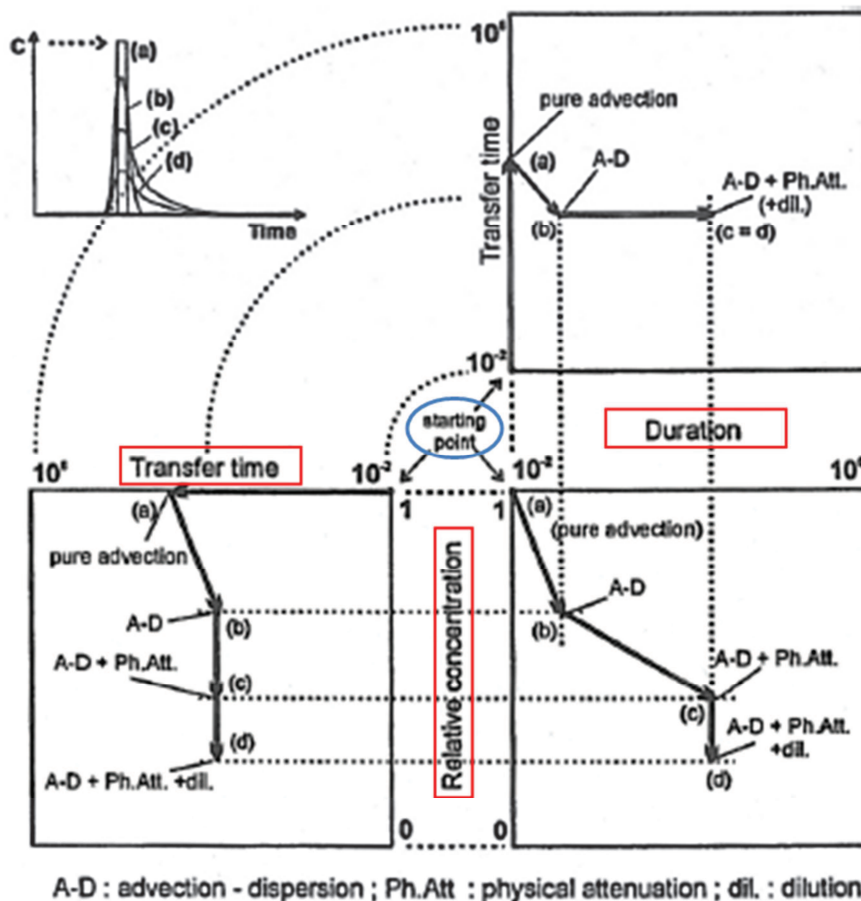 C
(a)
(b)
(c)
(d)
Time
10⁶
Transfer time
pure advection
(a)
A-D
A-D + Ph.Att.
(+dil.)
(b)
(c = d)
10⁻²
starting
point
Duration
10⁻²
10⁶
Transfer time
10⁻²
(a)
pure advection
A-D
(b)
A-D + Ph.Att.
(c)
(d)
A-D + Ph.Att. +dil.
1
1
Relative concentration
0
0
(a)
(pure advection)
A-D
(b)
A-D + Ph.Att.
(c)
A-D + Ph.Att.
+dil.
(d)
A-D : advection - dispersion ; Ph.Att : physical attenuation ; dil. : dilution